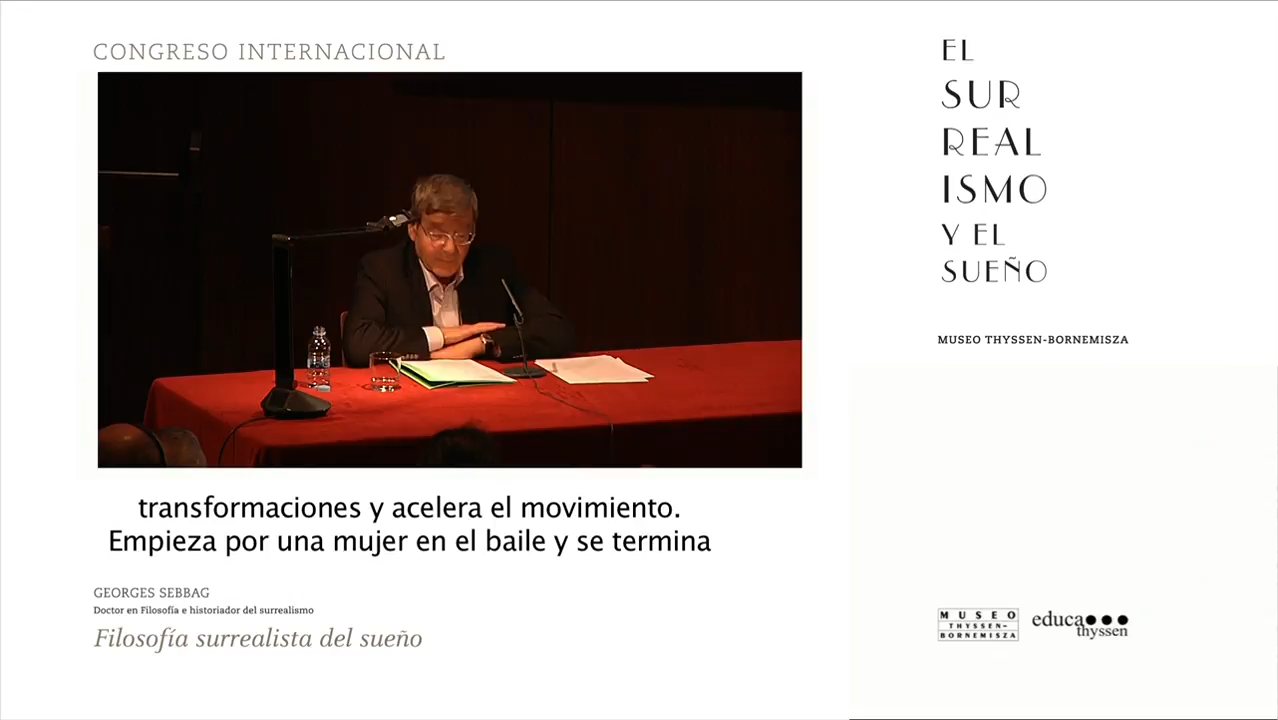 CONGRESO INTERNACIONAL
EL
SUR
REAL
ISMO
Y EL
SUEÑO
MUSEO THYSSEN-BORNEMISZA
transformaciones y acelera el movimiento.
Empieza por una mujer en el baile y se termina
GEORGES SEBBAG
Doctor en Filosofía e historiador del surrealismo
Filosofía surrealista del sueño
MUSEO
THYSSEN-
BORNEMISZA
educa
thyssen